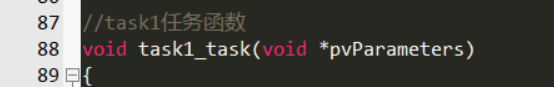 87 //task1任务函数
88 void task1_task(void *pvParameters)
89 {